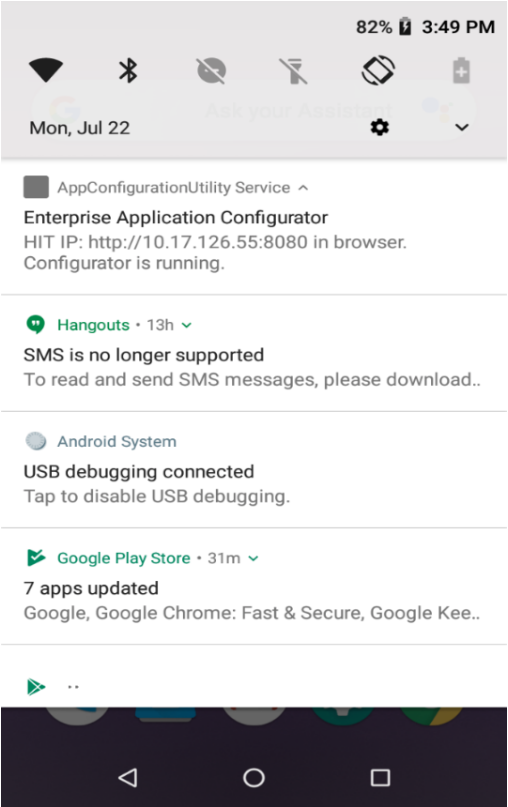 82% 3:49 PM
Ask your Assistant
Mon, Jul 22
AppConfigurationUtility Service
Enterprise Application Configurator
HIT IP: http://10.17.126.55:8080 in browser.
Configurator is running.
Hangouts • 13h
SMS is no longer supported
To read and send SMS messages, please download..
Android System
USB debugging connected
Tap to disable USB debugging.
Google Play Store • 31m
7 apps updated
Google, Google Chrome: Fast & Secure, Google Kee..
..